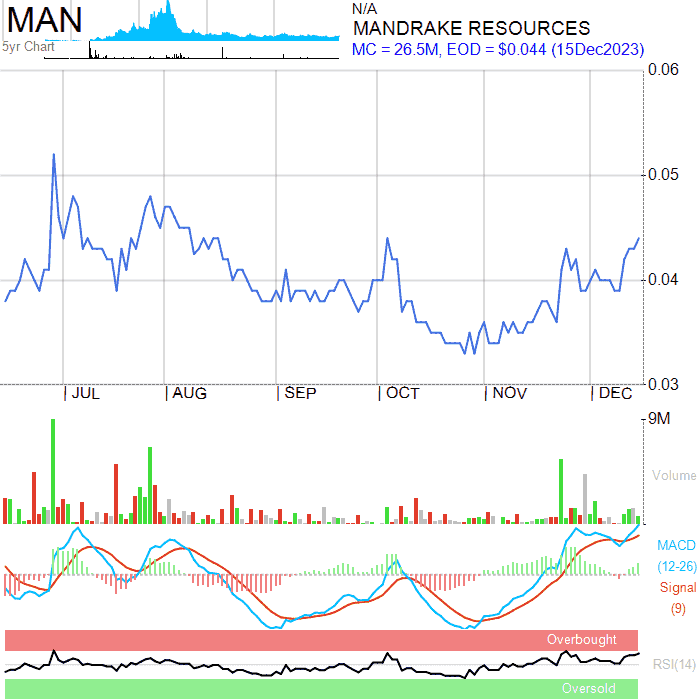 MAN
5yr Chart
N/A
MANDRAKE RESOURCES
MC = 26.5M, EOD = $0.044 (15Dec2023)
0.06
0.05
0.04
0.03
JUL
AUG
SEP
OCT
NOV
DEC
9M
Volume
MACD
(12-26)
Signal
(9)
Overbought
RSI(14)
Oversold